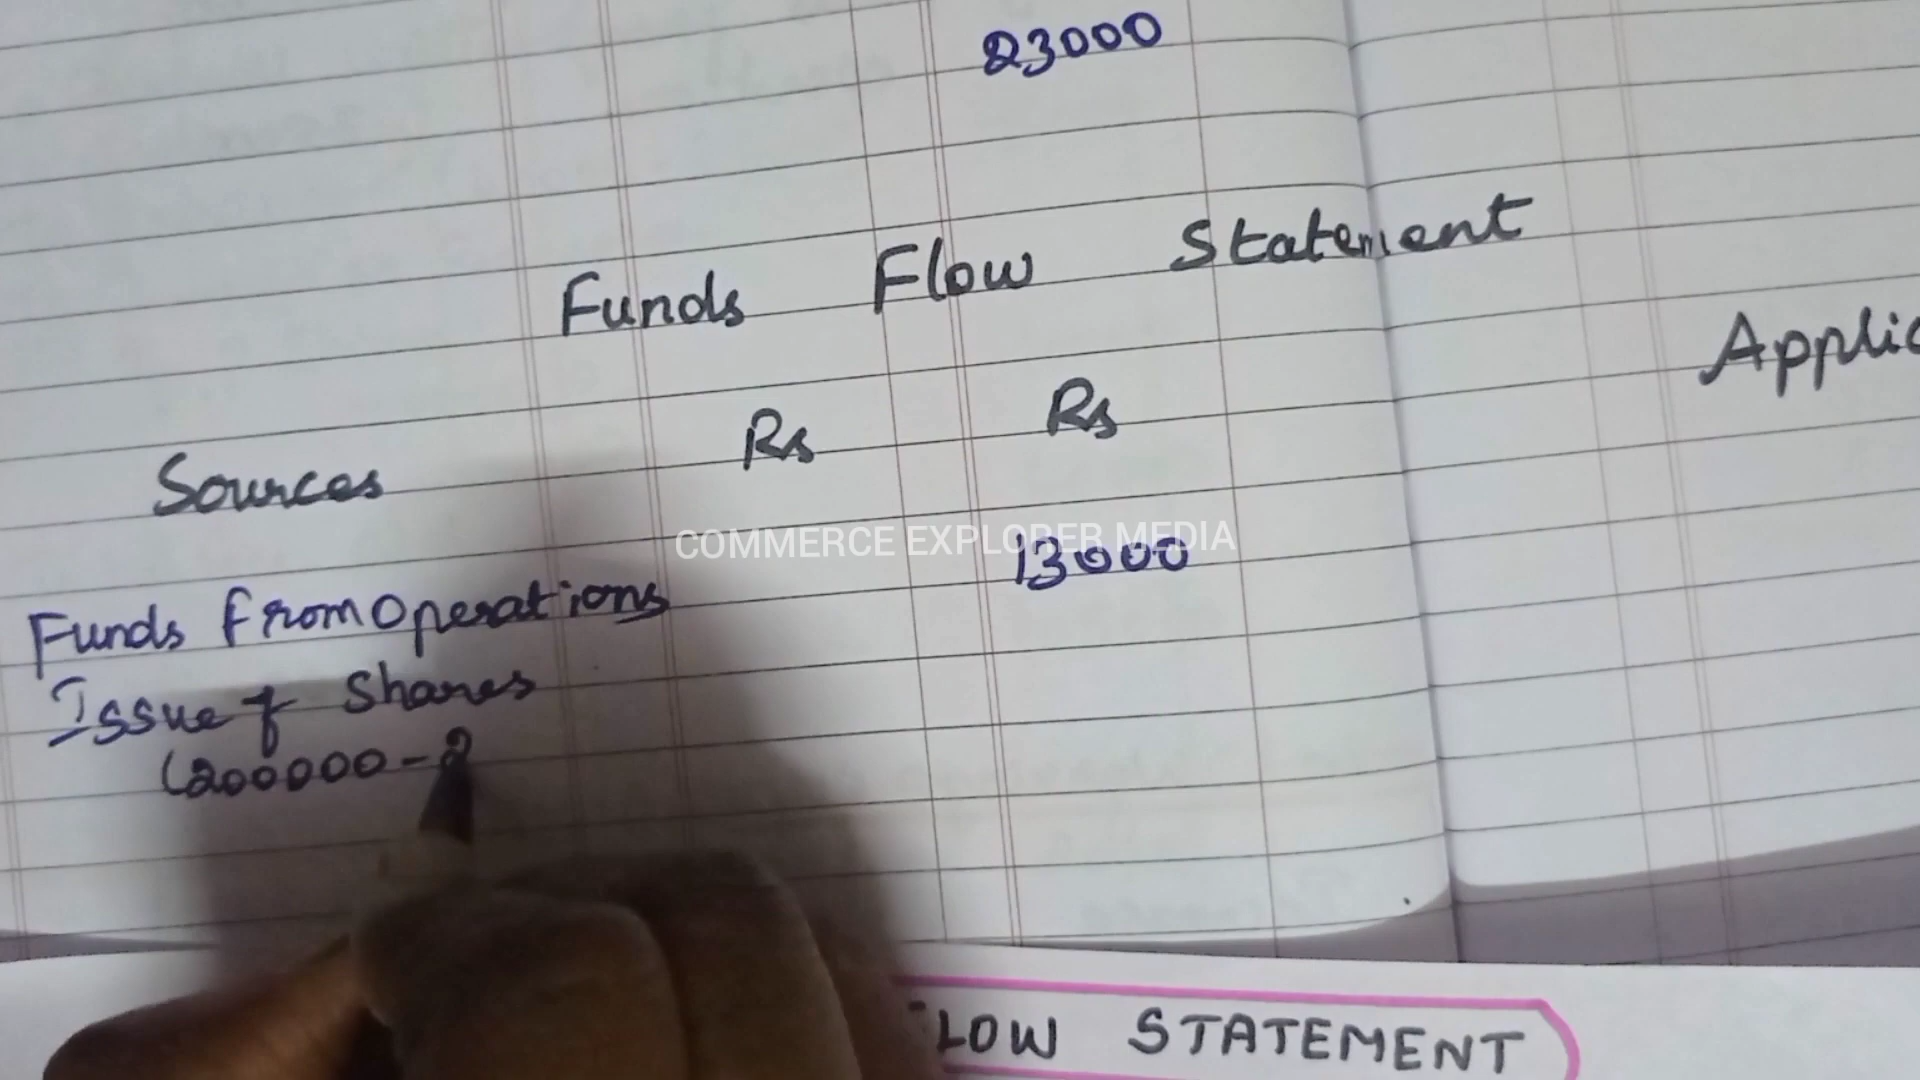 23000
Funds Flow Statement
Applic
Sources Rs Rs
COMMERCE EXPLORER MEDIA
Funds from Operations 13000
Issue of Shares
(200000-2
LOW STATEMENT